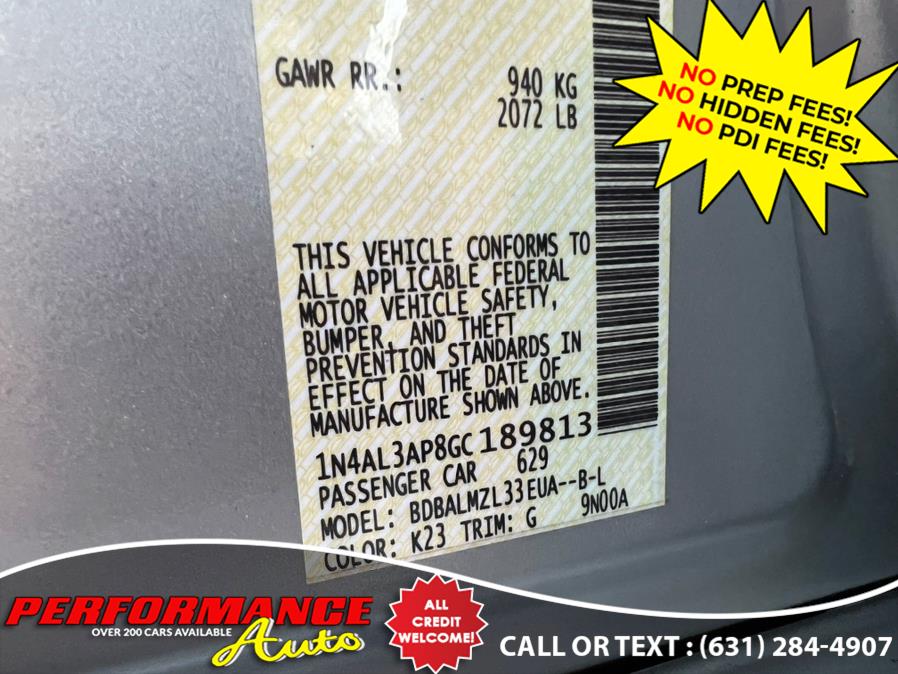 GAWR RR.: 940 KG
2072 LB
THIS VEHICLE CONFORMS TO
ALL APPLICABLE FEDERAL
MOTOR VEHICLE SAFETY,
BUMPER, AND THEFT
PREVENTION STANDARDS IN
EFFECT ON THE DATE OF
MANUFACTURE SHOWN ABOVE.
1N4AL3AP8GC189813
PASSENGER CAR 629
MODEL: BDBALMZL33EUA--B-L
COLOR: K23 TRIM: G 9N00A
NO PREP FEES!
NO HIDDEN FEES!
NO PDI FEES!
PERFORMANCE
OVER 200 CARS AVAILABLE
Auto
ALL
CREDIT
WELCOME!
CALL OR TEXT : (631) 284-4907